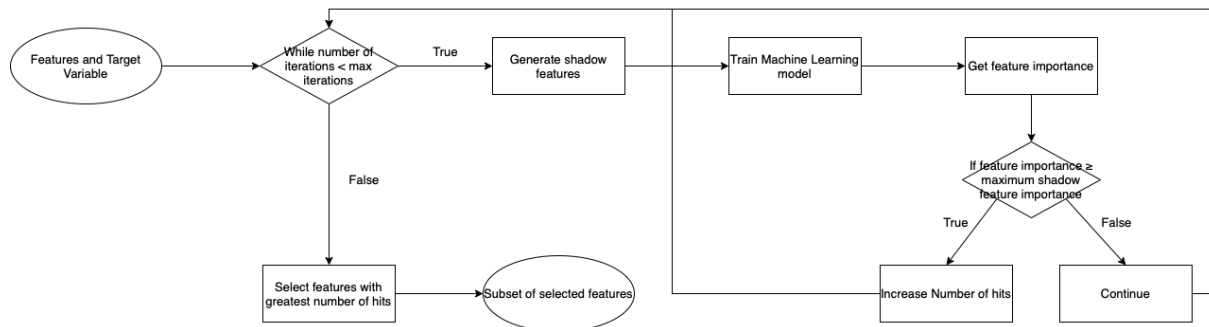 Features and Target
Variable
While number of
iterations < max
iterations
True
Generate shadow
features
Train Machine Learning
model
Get feature importance
If feature importance ≥
maximum shadow
feature importance
True
False
Increase Number of hits
Continue
False
Select features with
greatest number of hits
Subset of selected features